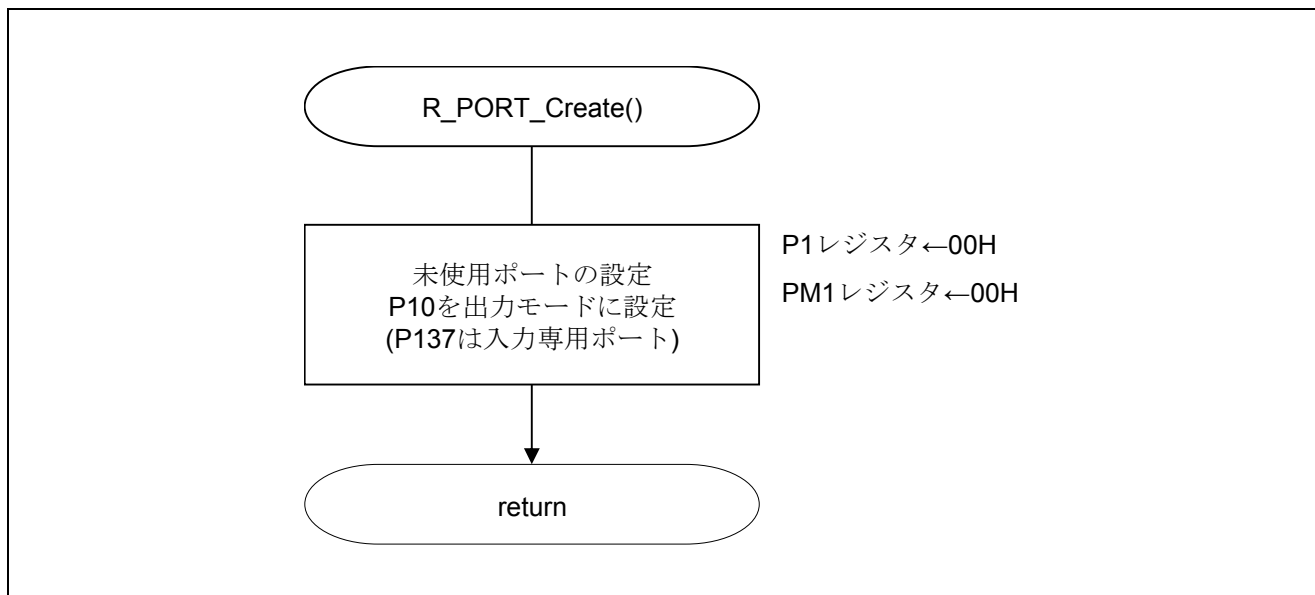 R_PORT_Create()
未使用ポートの設定
P10を出力モードに設定
(P137は入力専用ポート)
P1レジスタ←00H
PM1レジスタ←00H
return